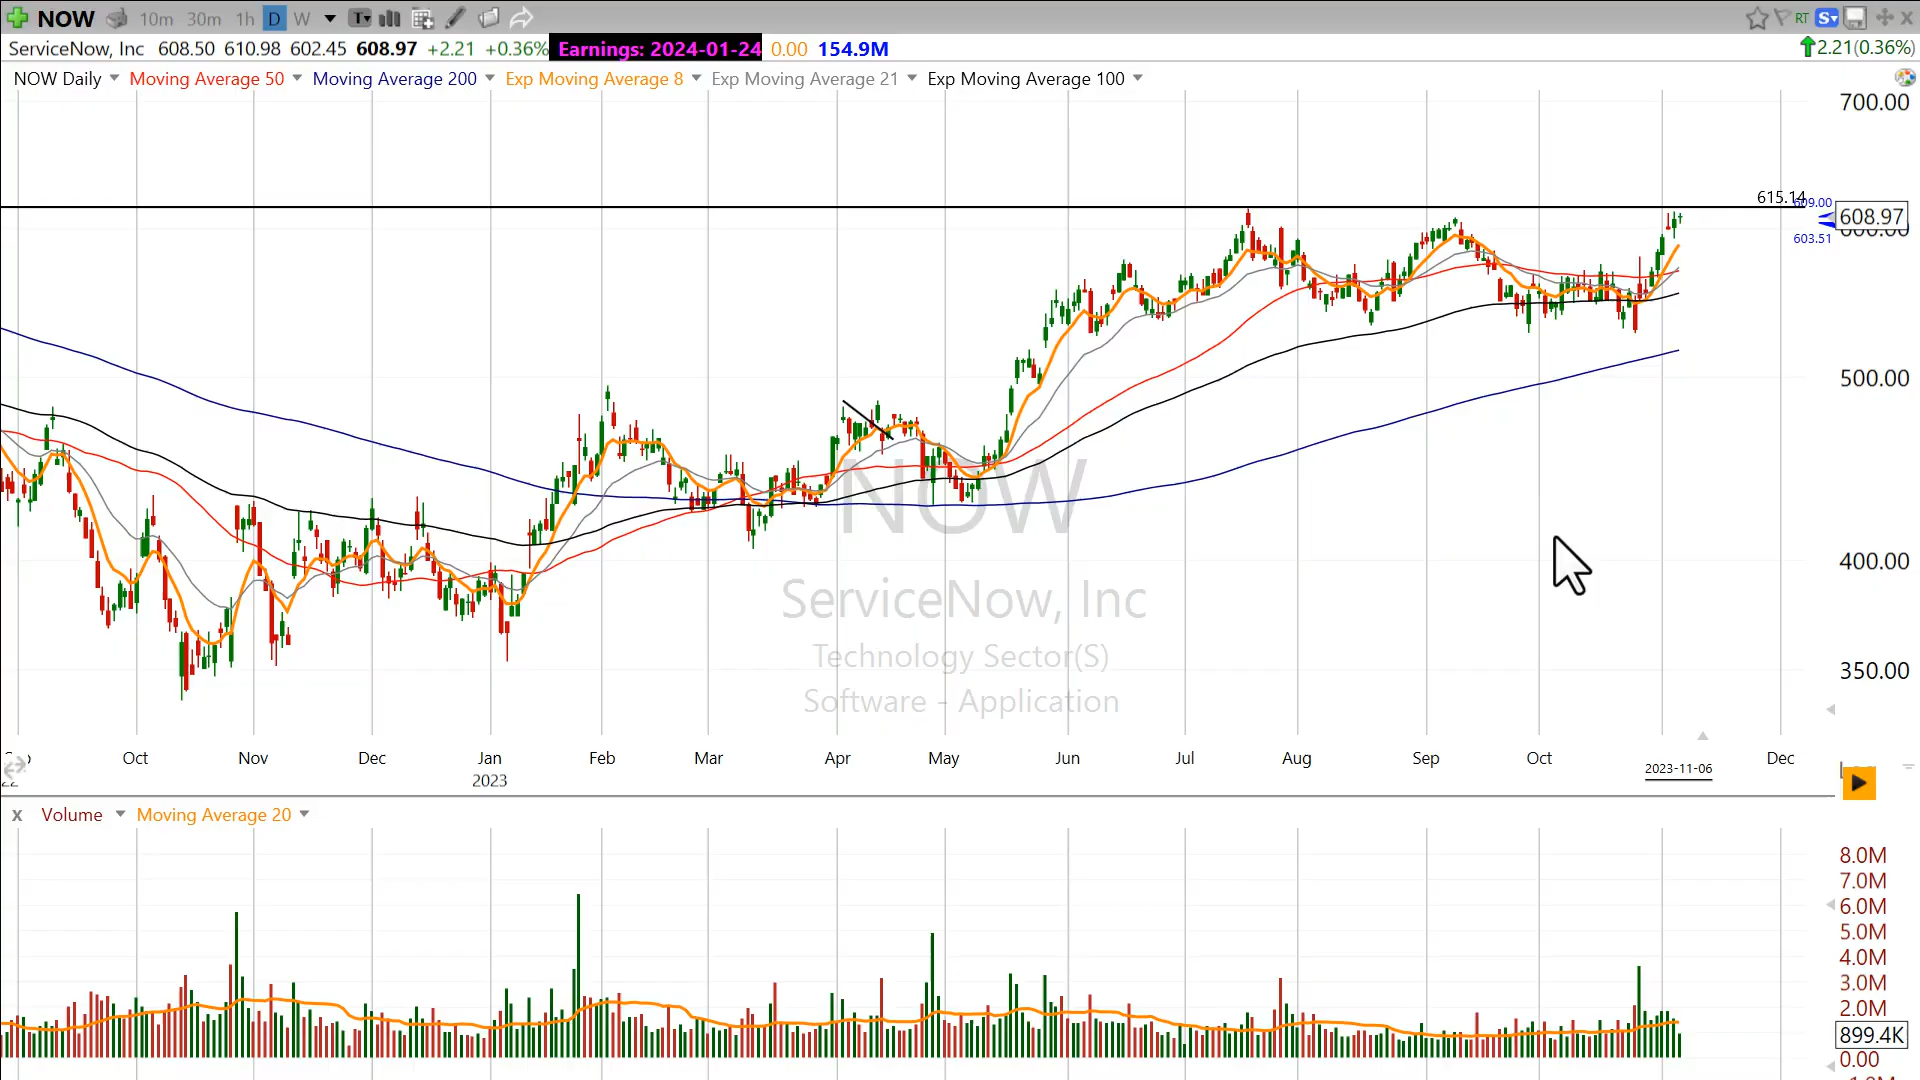 NOW 10m 30m 1h D W T S RT
ServiceNow, Inc 608.50 610.98 602.45 608.97 +2.21 +0.36% Earnings: 2024-01-24 0.00 154.9M 2.21(0.36%)
NOW Daily Moving Average 50 Moving Average 200 Exp Moving Average 8 Exp Moving Average 21 Exp Moving Average 100
700.00
615.14
609.00
608.97
600.00
603.51
500.00
NOW
400.00
ServiceNow, Inc
Technology Sector(S)
350.00
Software - Application
Oct Nov Dec Jan Feb Mar Apr May Jun Jul Aug Sep Oct Dec
2023 2023-11-06
x Volume Moving Average 20
8.0M
7.0M
6.0M
5.0M
4.0M
3.0M
2.0M
899.4K
0.00